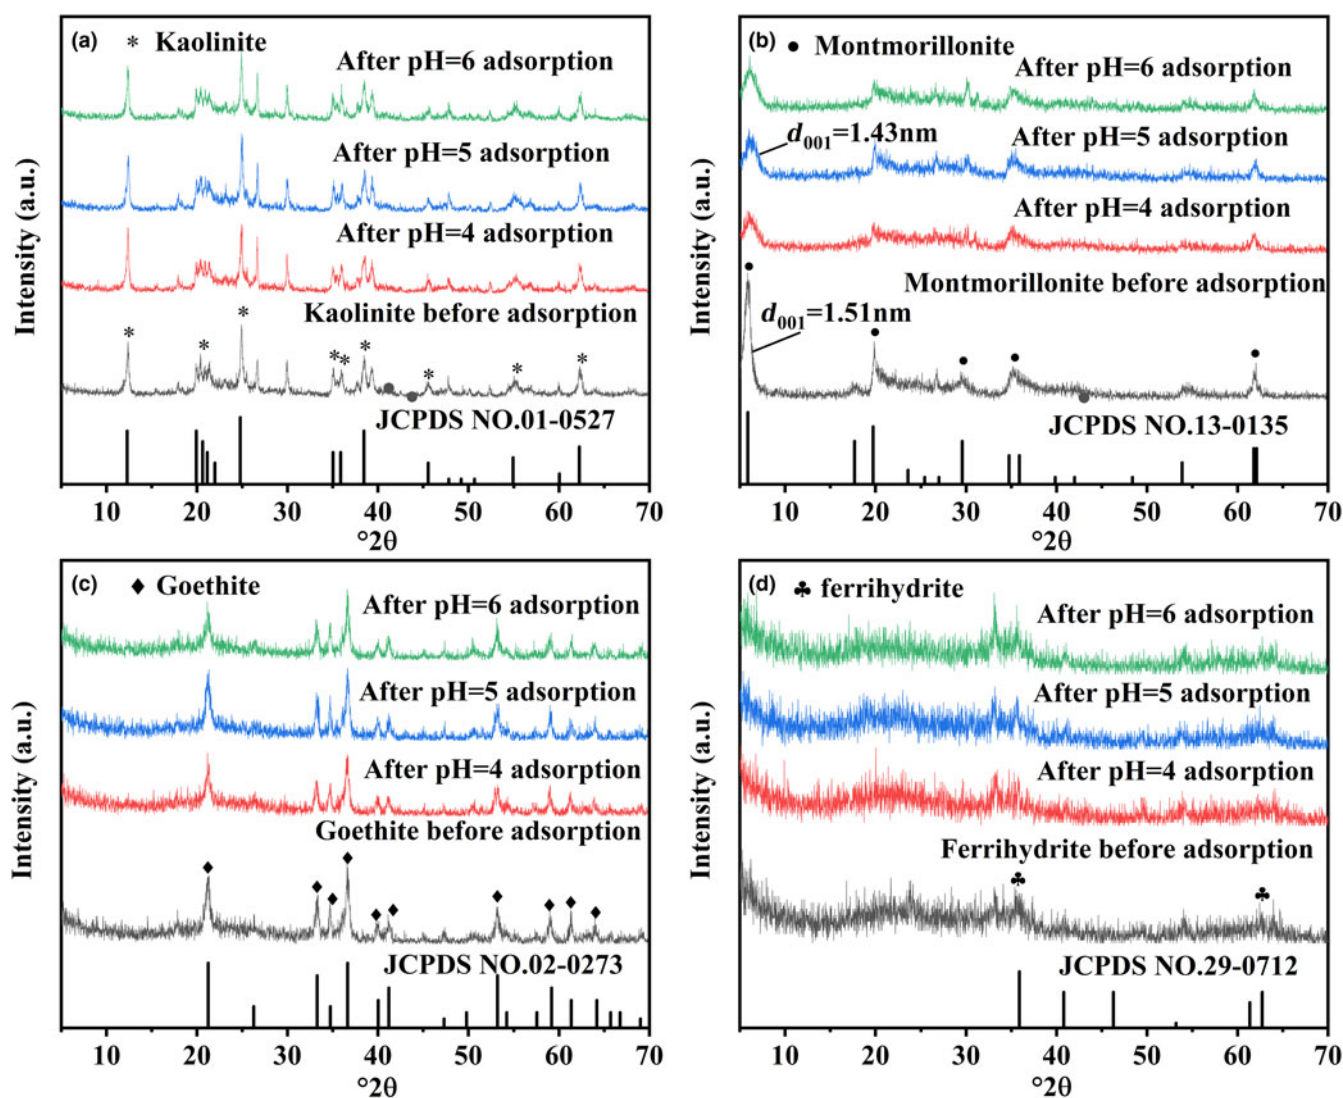 (a) * Kaolinite
After pH=6 adsorption
After pH=5 adsorption
After pH=4 adsorption
Kaolinite before adsorption
JCPDS NO.01-0527
Intensity (a.u.)
10 20 30 40 50 60 70
°2θ
(b) ● Montmorillonite
After pH=6 adsorption
d001=1.43nm
After pH=5 adsorption
After pH=4 adsorption
Montmorillonite before adsorption
d001=1.51nm
JCPDS NO.13-0135
Intensity (a.u.)
10 20 30 40 50 60 70
°2θ
(c) ♦ Goethite
After pH=6 adsorption
After pH=5 adsorption
After pH=4 adsorption
Goethite before adsorption
JCPDS NO.02-0273
Intensity (a.u.)
10 20 30 40 50 60 70
°2θ
(d) ♣ ferrihydrite
After pH=6 adsorption
After pH=5 adsorption
After pH=4 adsorption
Ferrihydrite before adsorption
JCPDS NO.29-0712
Intensity (a.u.)
10 20 30 40 50 60 70
°2θ